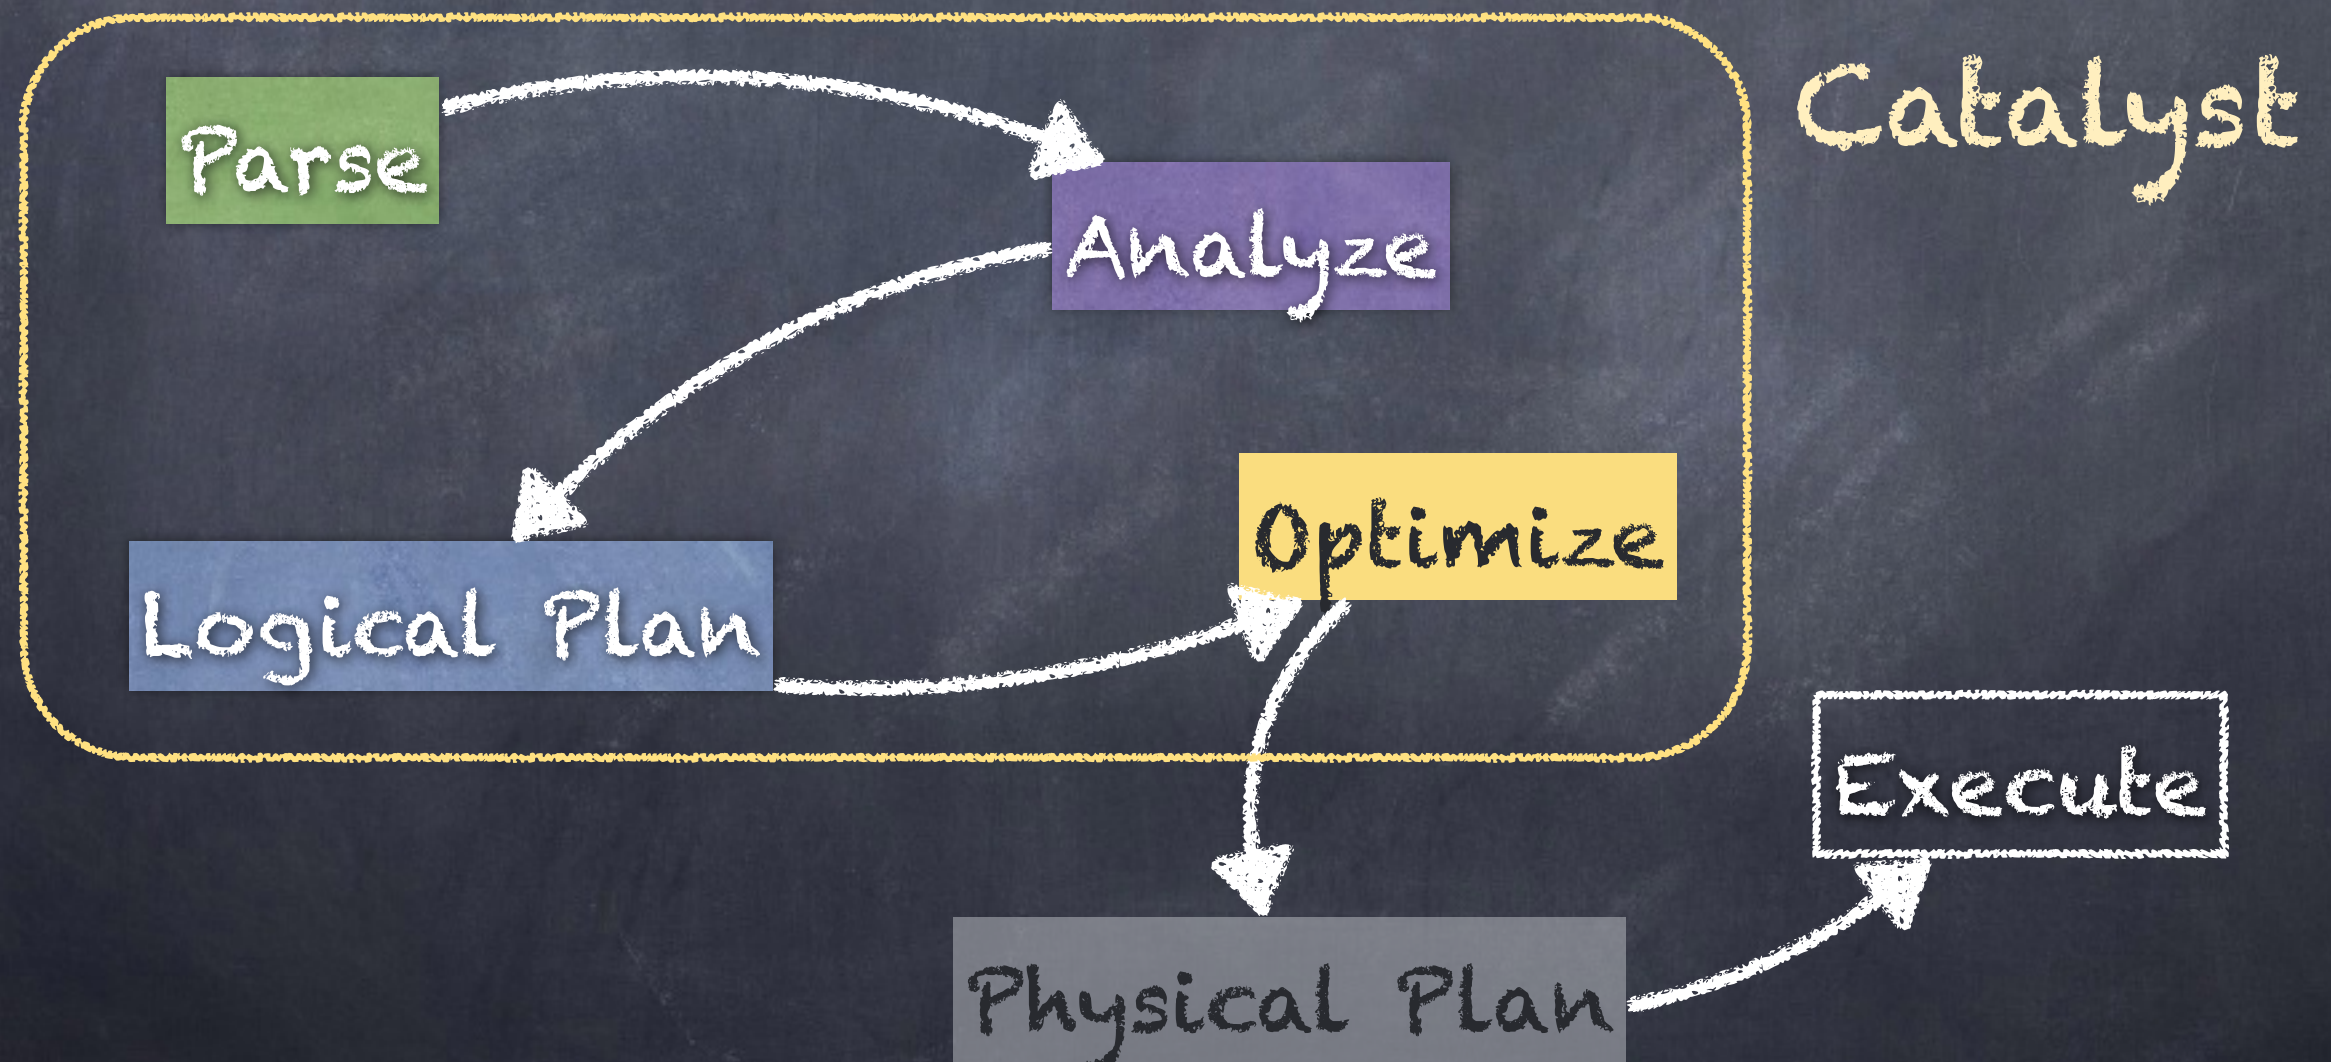 Catalyst
Parse
Analyze
Logical Plan
Optimize
Execute
Physical Plan